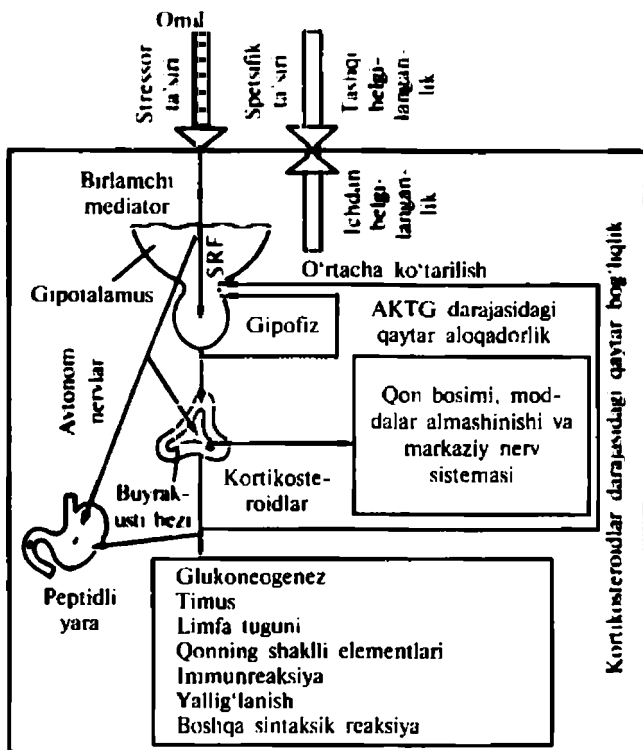 Omil
Stressor
ta'siri
Spetsifik
ta'siri
Tashqi
belgi-
langan-
lik
Ichdan
belgi-
langan-
lik
Birlamchi
mediator
SRF
Gipotalamus
O'rtacha ko'tarilish
Gipofiz
AKTG darajasidagi
qaytar aloqadorlik
Avtonom
nervlar
Qon bosimi, mod-
dalar almashinishi va
markaziy nerv
sistemasi
Kortikoste-
roidlar
Buyrak-
usti bezi
Peptidli
yara
Kortikosteroidlar darajasidagi qaytar bog'liqlik
Glukoneogenez
Timus
Limfa tuguni
Qonning shaklli elementlari
Immunreaksiya
Yallig'lanish
Boshqa sintaksik reaksiya